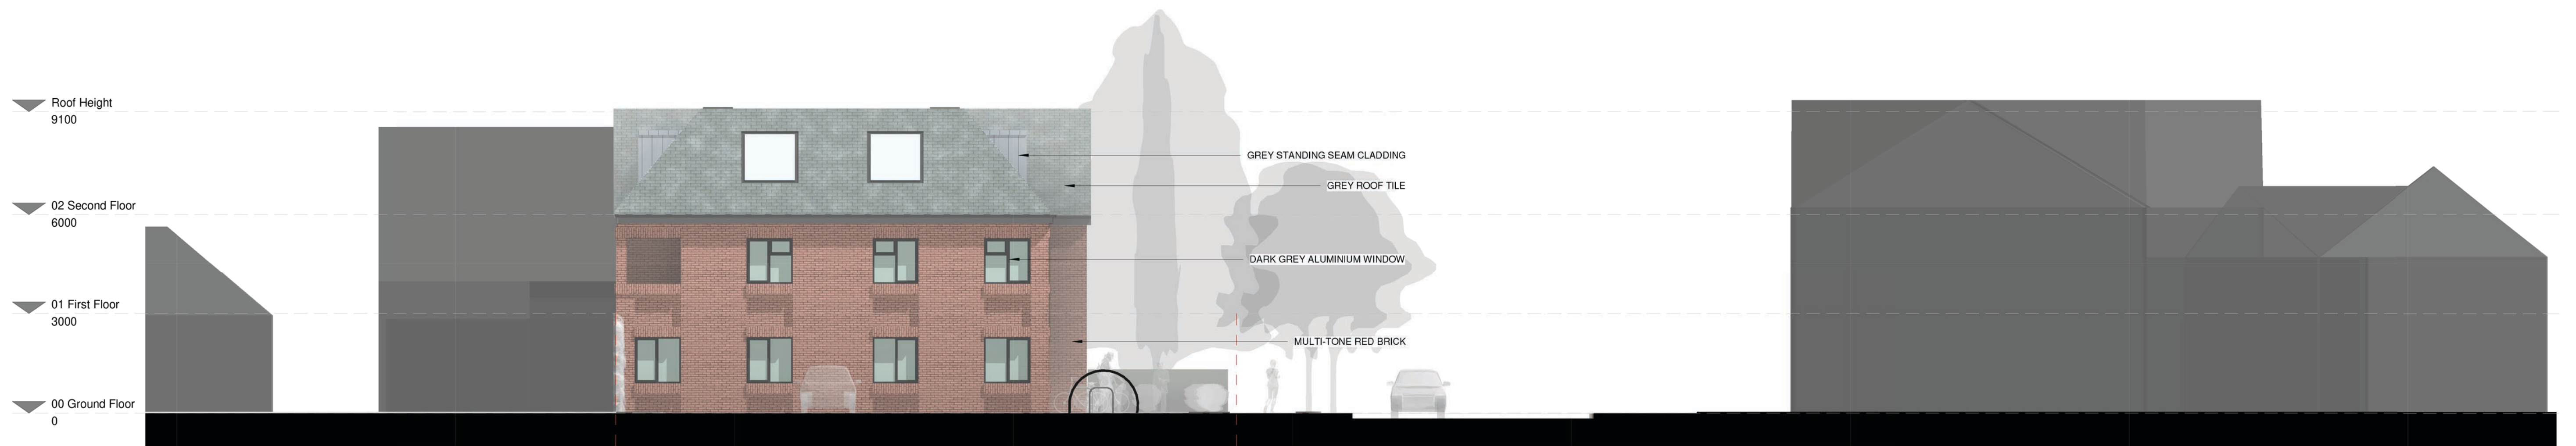 Roof Height
9100
GREY STANDING SEAM CLADDING
GREY ROOF TILE
02 Second Floor
6000
DARK GREY ALUMINIUM WINDOW
01 First Floor
3000
MULTI-TONE RED BRICK
00 Ground Floor
0